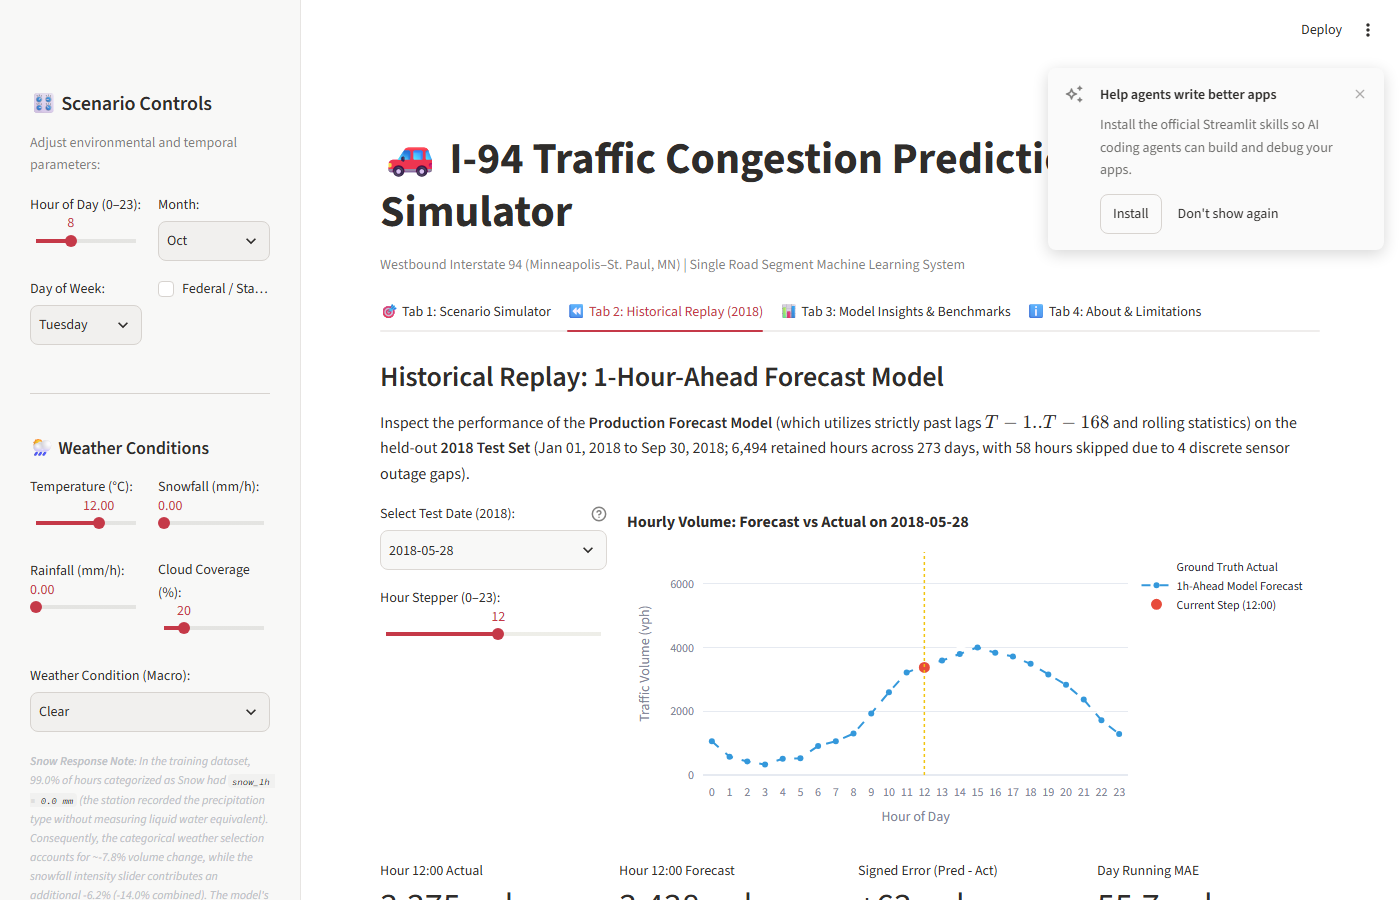 Deploy
Help agents write better apps
Install the official Streamlit skills so AI
coding agents can build and debug your
apps.
Install
Don't show again
Scenario Controls
Adjust environmental and temporal
parameters:
Hour of Day (0–23):
8
Month:
Oct
Day of Week:
Tuesday
Federal / Sta...
Weather Conditions
Temperature (°C):
12.00
Snowfall (mm/h):
0.00
Rainfall (mm/h):
0.00
Cloud Coverage
(%):
20
Weather Condition (Macro):
Clear
Snow Response Note: In the training dataset,
99.0% of hours categorized as Snow had snow_1h
= 0.0 mm (the station recorded the precipitation
type without measuring liquid water equivalent).
Consequently, the categorical weather selection
accounts for ~-7.8% volume change, while the
snowfall intensity slider contributes an
additional -6.2% (-14.0% combined). The model's
I-94 Traffic Congestion
Simulator
Westbound Interstate 94 (Minneapolis–St. Paul, MN) | Single Road Segment Machine Learning System
Tab 1: Scenario Simulator
Tab 2: Historical Replay (2018)
Tab 3: Model Insights & Benchmarks
Tab 4: About & Limitations
Historical Replay: 1-Hour-Ahead Forecast Model
Inspect the performance of the Production Forecast Model (which utilizes strictly past lags T − 1..T − 168 and rolling statistics) on the
held-out 2018 Test Set (Jan 01, 2018 to Sep 30, 2018; 6,494 retained hours across 273 days, with 58 hours skipped due to 4 discrete sensor
outage gaps).
Select Test Date (2018):
2018-05-28
Hour Stepper (0–23):
12
Hourly Volume: Forecast vs Actual on 2018-05-28
Ground Truth Actual
1h-Ahead Model Forecast
Current Step (12:00)
Traffic Volume (vph)
6000
4000
2000
0
0 1 2 3 4 5 6 7 8 9 10 11 12 13 14 15 16 17 18 19 20 21 22 23
Hour of Day
Hour 12:00 Actual
Hour 12:00 Forecast
Signed Error (Pred - Act)
Day Running MAE